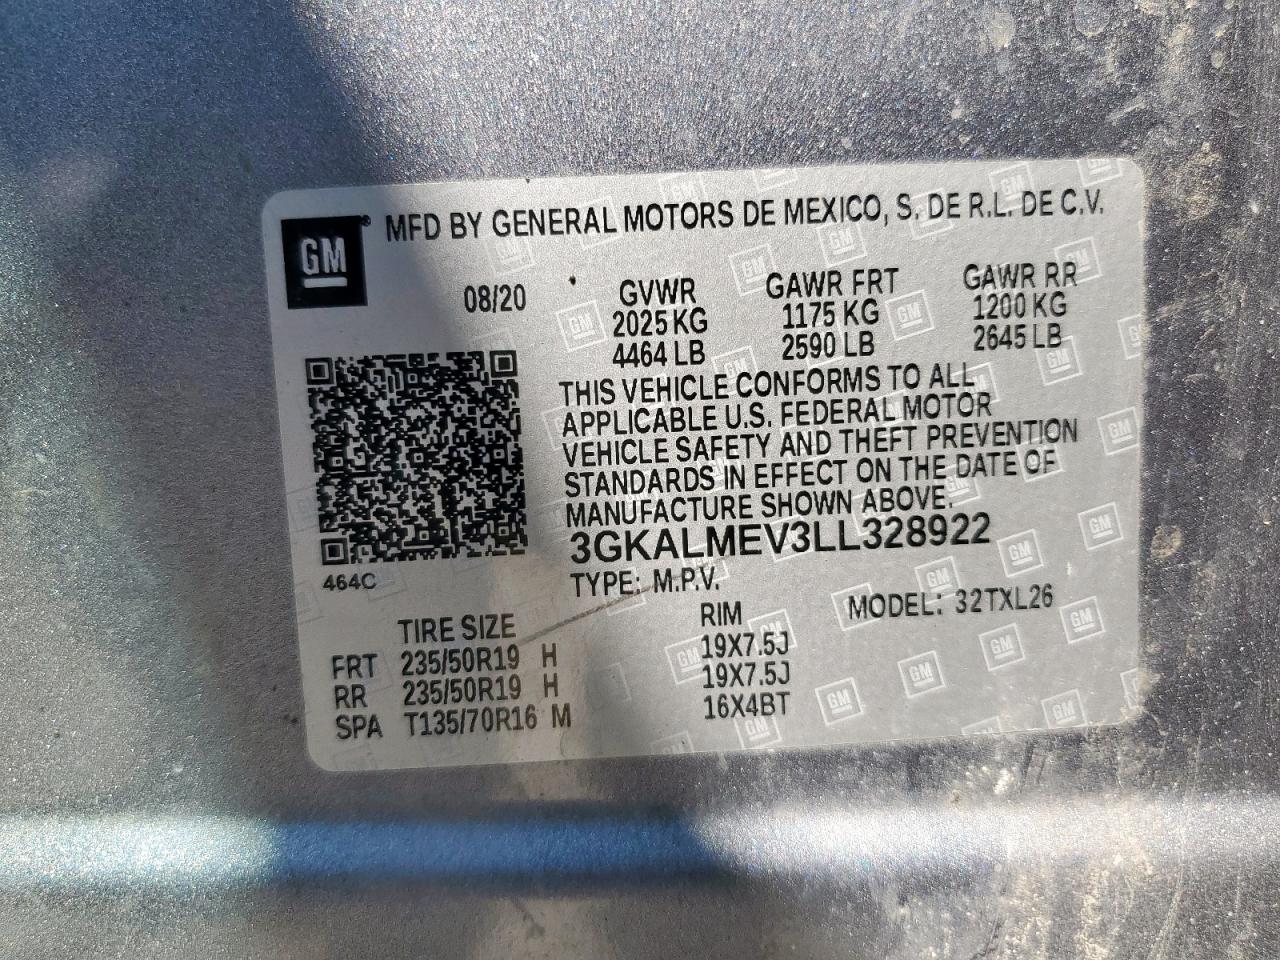 GM ® MFD BY GENERAL MOTORS DE MEXICO, S. DE R.L. DE C.V.
08/20 GVWR GAWR FRT GAWR RR
2025 KG 1175 KG 1200 KG
4464 LB 2590 LB 2645 LB
THIS VEHICLE CONFORMS TO ALL
APPLICABLE U.S. FEDERAL MOTOR
VEHICLE SAFETY AND THEFT PREVENTION
STANDARDS IN EFFECT ON THE DATE OF
MANUFACTURE SHOWN ABOVE.
3GKALMEV3LL328922
464C
TYPE: M.P.V. MODEL: 32TXL26
TIRE SIZE RIM
FRT 235/50R19 H 19X7.5J
RR 235/50R19 H 19X7.5J
SPA T135/70R16 M 16X4BT